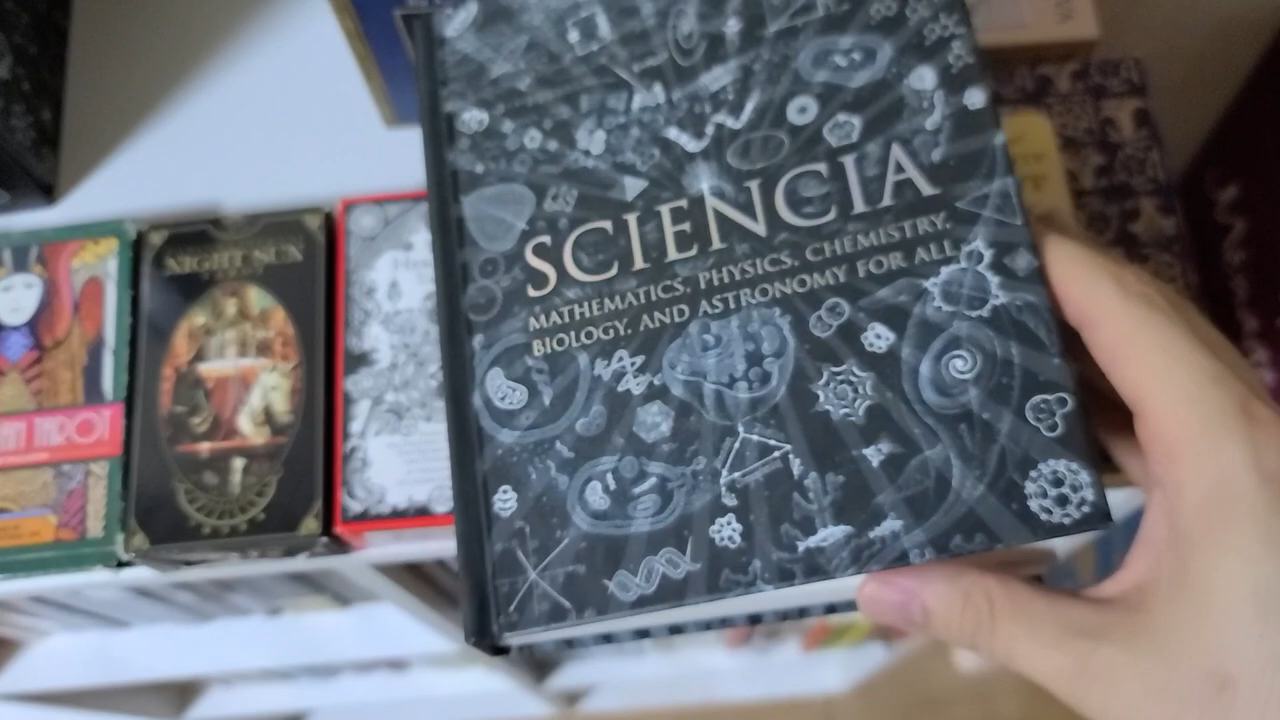 SCIENCIA
MATHEMATICS, PHYSICS, CHEMISTRY,
BIOLOGY, AND ASTRONOMY FOR ALL
NIGHT SUN
TAROT